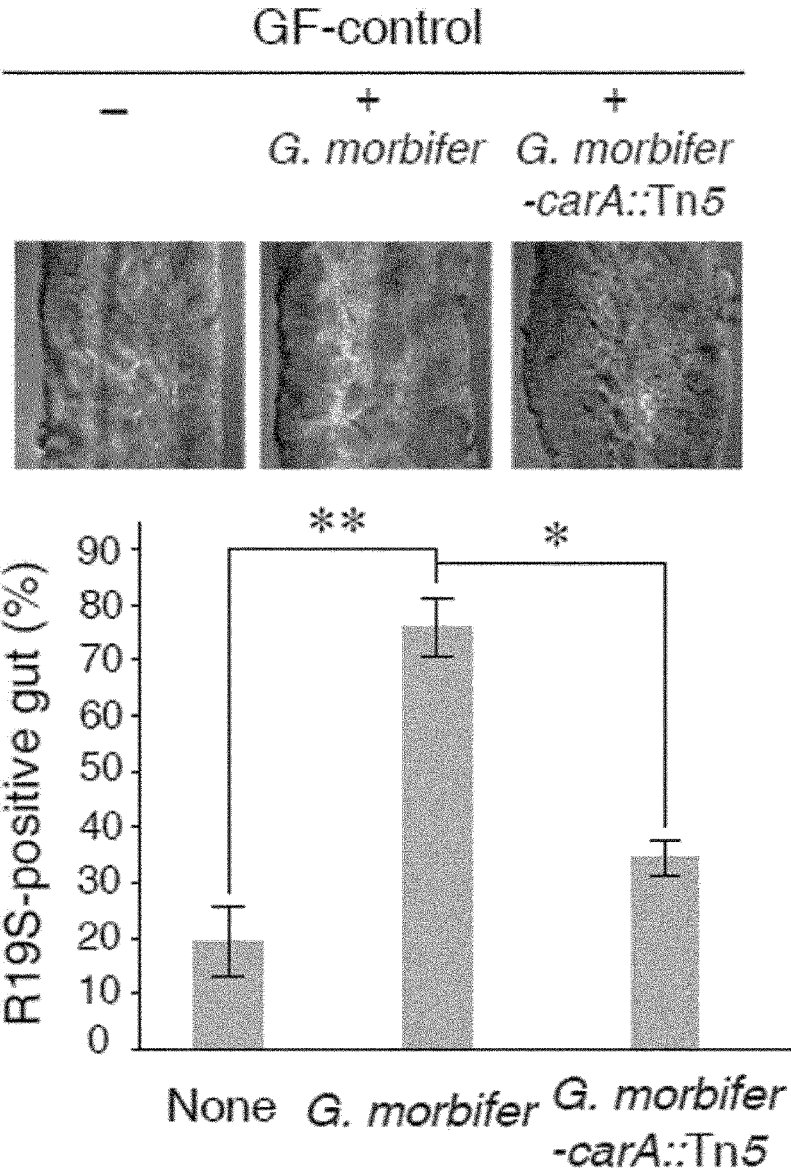 GF-control
– + +
G. morbifer G. morbifer
-carA::Tn5
** *
90
80
70
60
50
40
30
20
10
0
R19S-positive gut (%)
None G. morbifer G. morbifer
-carA::Tn5